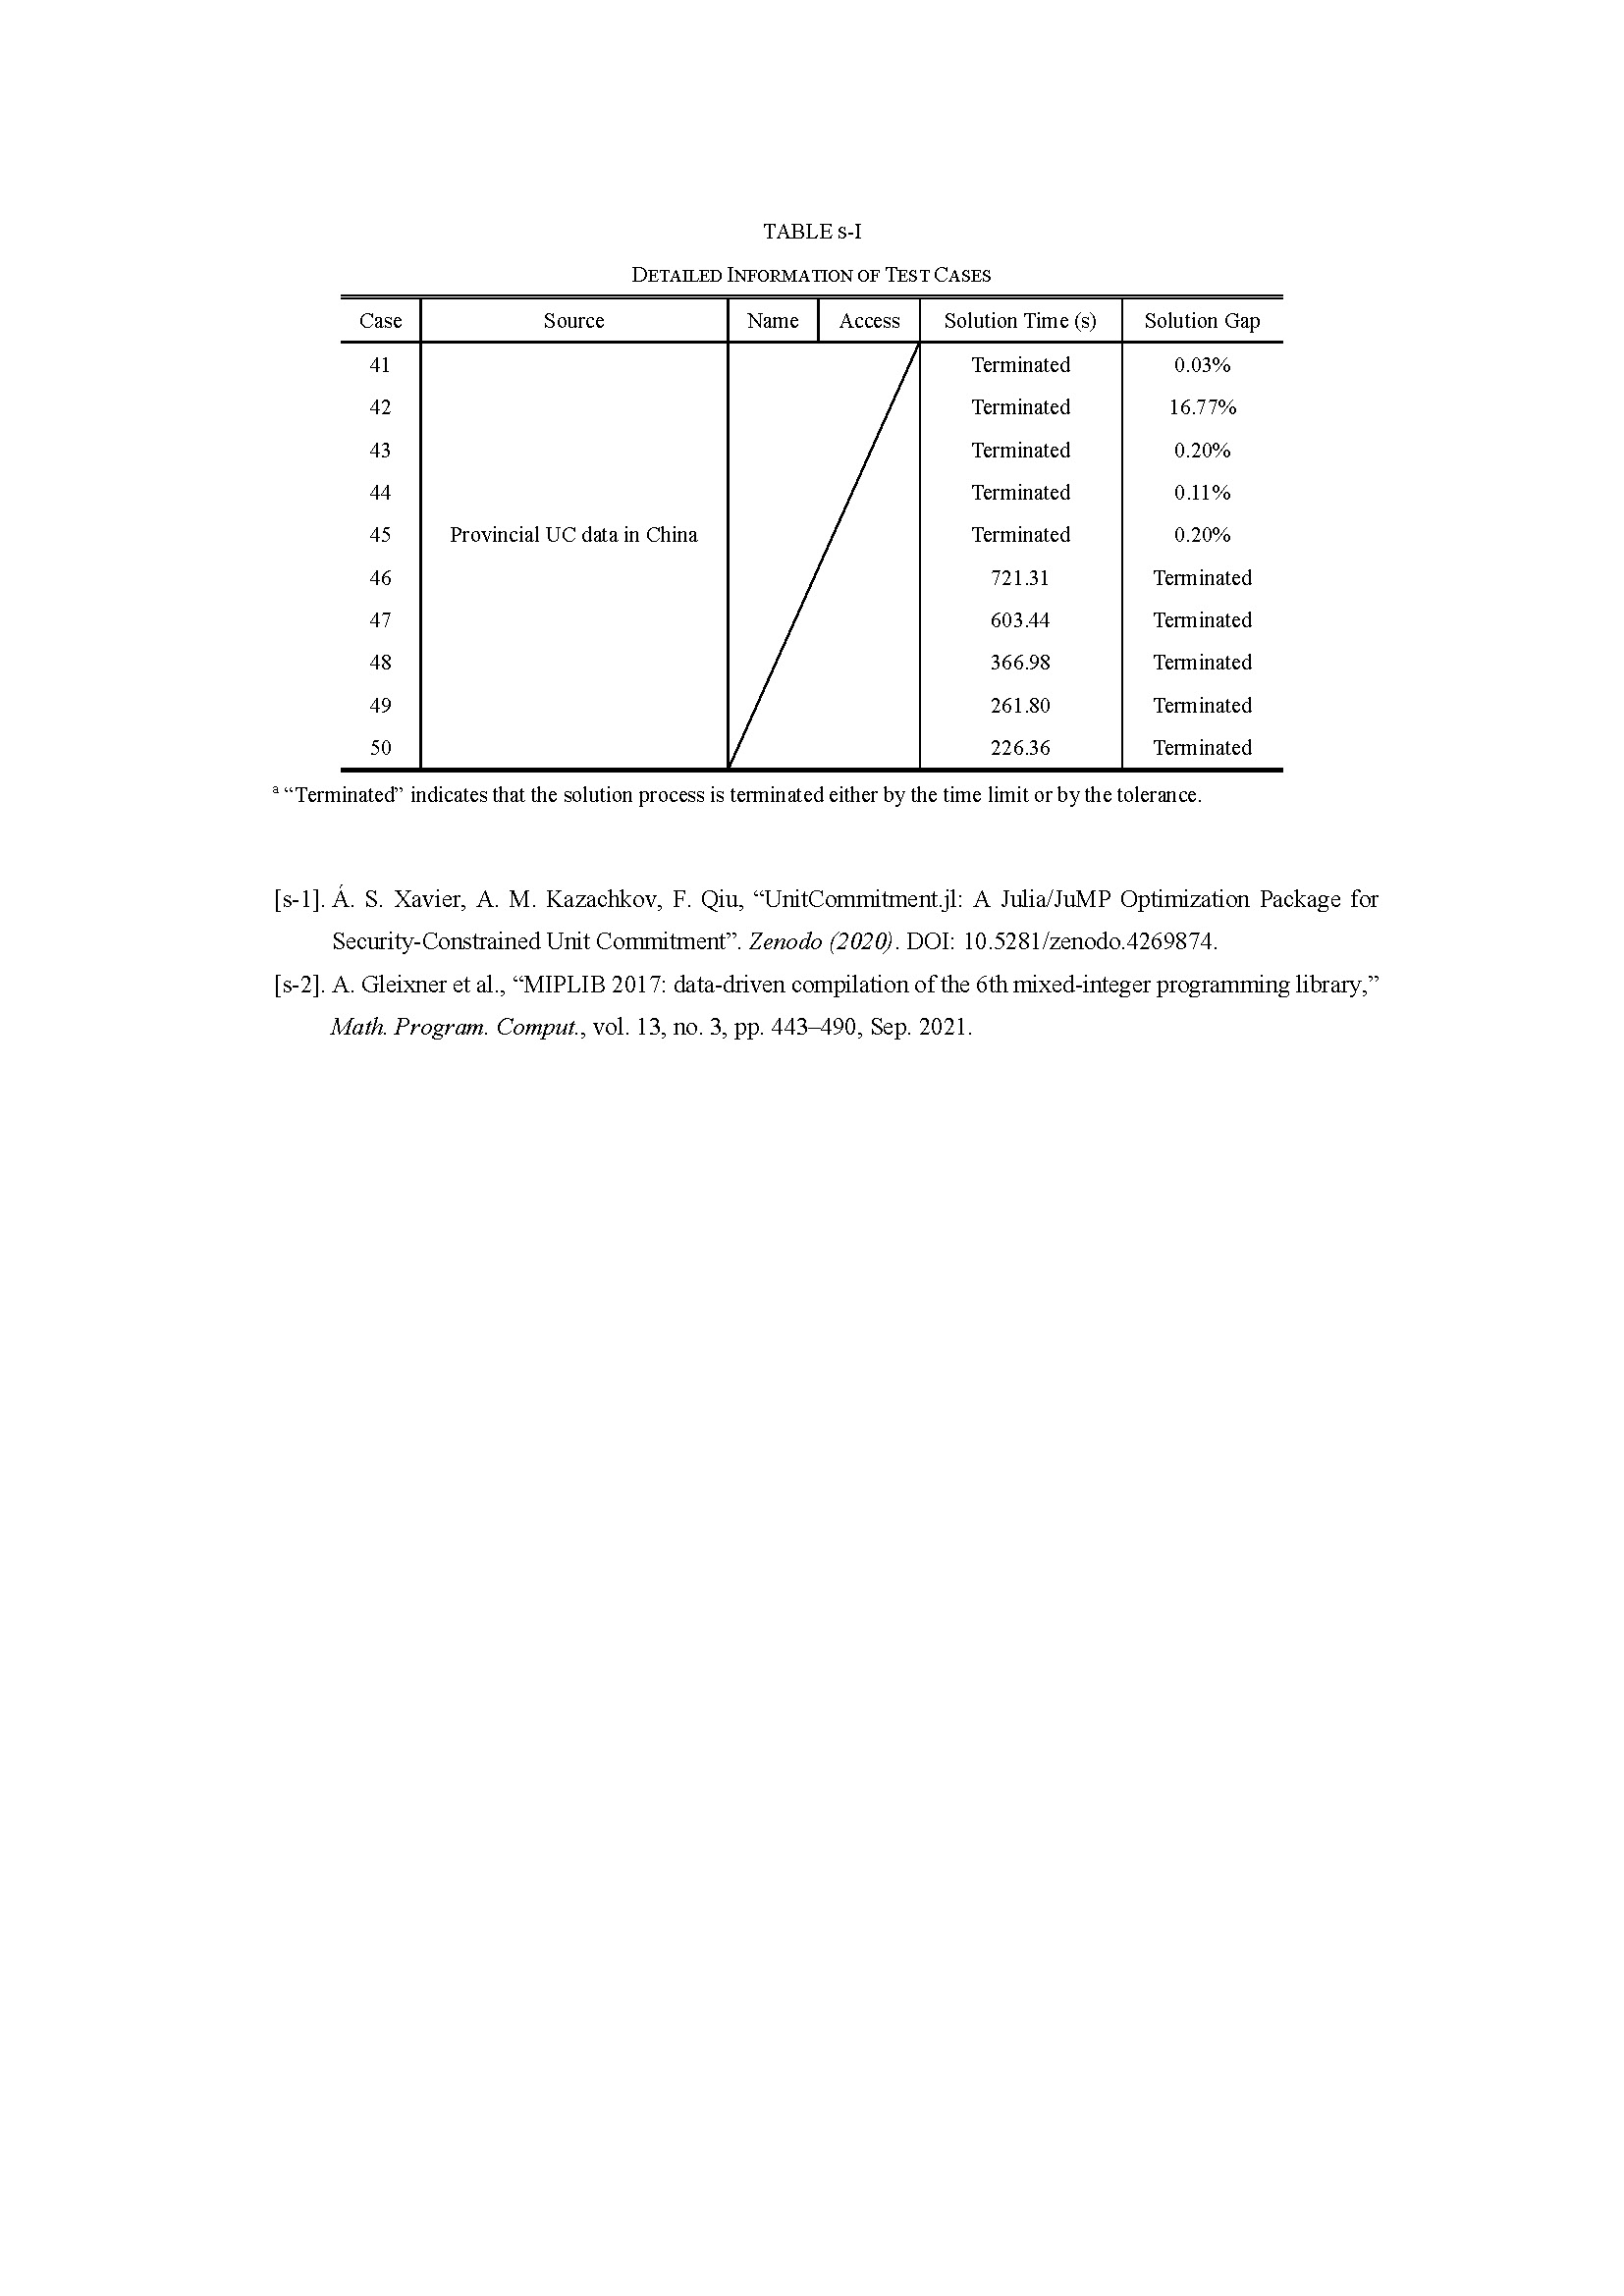 TABLE s-I
DETAILED INFORMATION OF TEST CASES
Case Source Name Access Solution Time (s) Solution Gap
41 Terminated 0.03%
42 Terminated 16.77%
43 Terminated 0.20%
44 Terminated 0.11%
45 Provincial UC data in China Terminated 0.20%
46 721.31 Terminated
47 603.44 Terminated
48 366.98 Terminated
49 261.80 Terminated
50 226.36 Terminated
ᵃ “Terminated” indicates that the solution process is terminated either by the time limit or by the tolerance.
[s-1]. Á. S. Xavier, A. M. Kazachkov, F. Qiu, “UnitCommitment.jl: A Julia/JuMP Optimization Package for
Security-Constrained Unit Commitment”. Zenodo (2020). DOI: 10.5281/zenodo.4269874.
[s-2]. A. Gleixner et al., “MIPLIB 2017: data-driven compilation of the 6th mixed-integer programming library,”
Math. Program. Comput., vol. 13, no. 3, pp. 443–490, Sep. 2021.